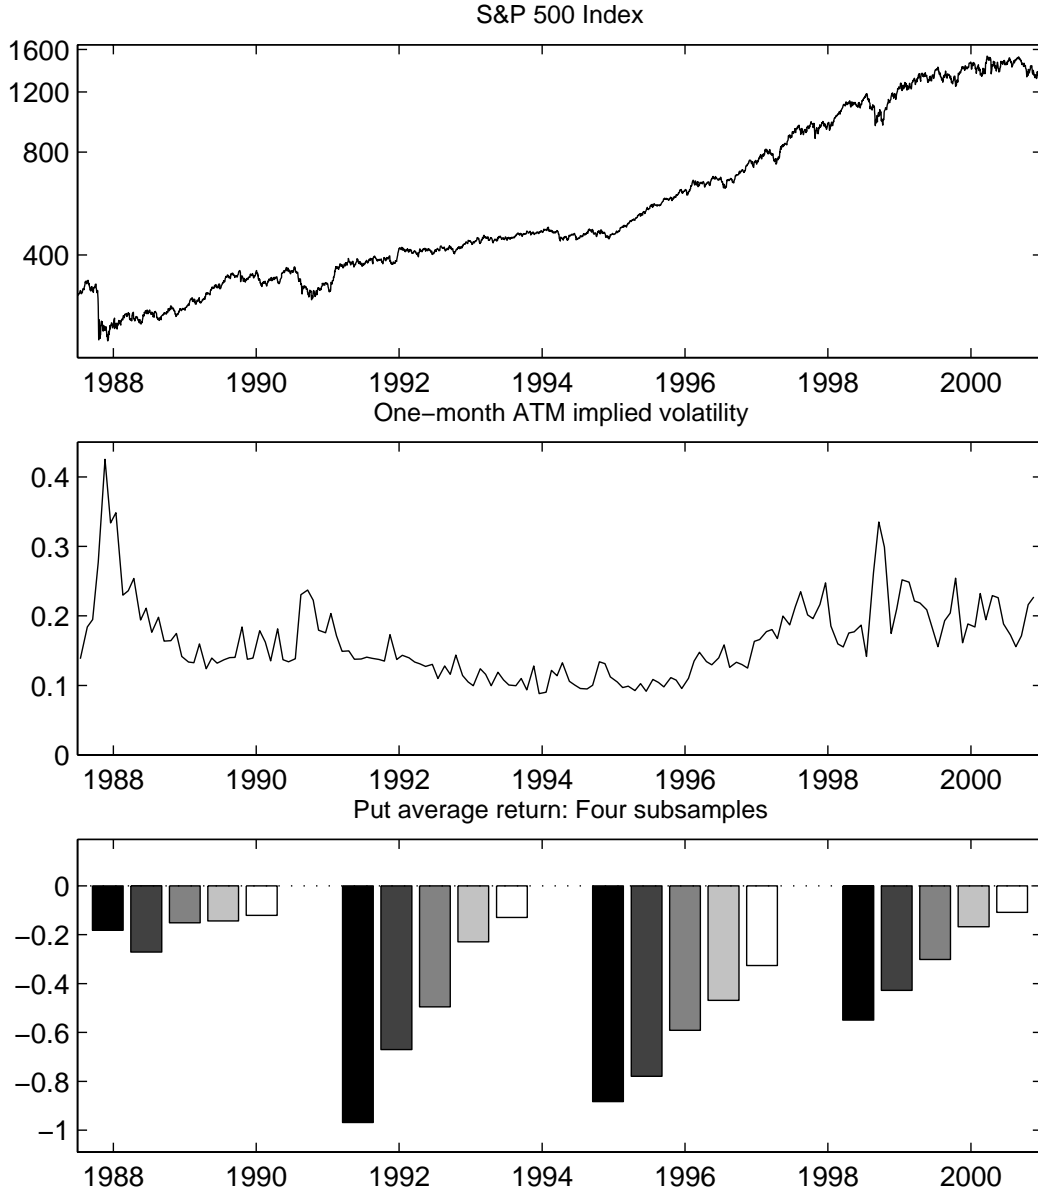 S&P 500 Index
1600
1200
800
400
1988 1990 1992 1994 1996 1998 2000
One−month ATM implied volatility
0.4
0.3
0.2
0.1
0
1988 1990 1992 1994 1996 1998 2000
Put average return: Four subsamples
0
−0.2
−0.4
−0.6
−0.8
−1
1988 1990 1992 1994 1996 1998 2000